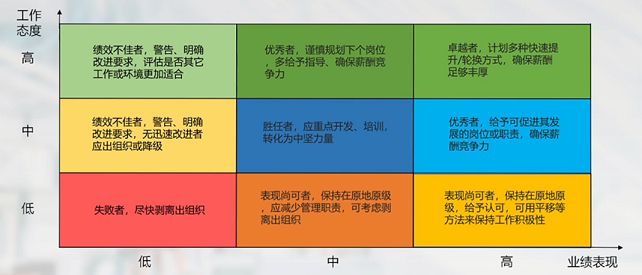 工作
态度
高
绩效不佳者，警告、明确
改进要求，评估是否其它
工作或环境更加适合
优秀者，谨慎规划下个岗位
，多给予指导、确保薪酬竞
争力
卓越者，计划多种快速提
升/轮换方式，确保薪酬
足够丰厚
中
绩效不佳者，警告、明确
改进要求，无迅速改进者
应出组织或降级
胜任者，应重点开发、培训，
转化为中坚力量
优秀者，给予可促进其发
展的岗位或职责，确保薪
酬竞争力
低
失败者，尽快剥离出组织
表现尚可者，保持在原地原级
，应减少管理职责，可考虑剥
离出组织
表现尚可者，保持在原地原
级，给予认可，可用平移等
方法来保持工作积极性
低
中
高
业绩表现